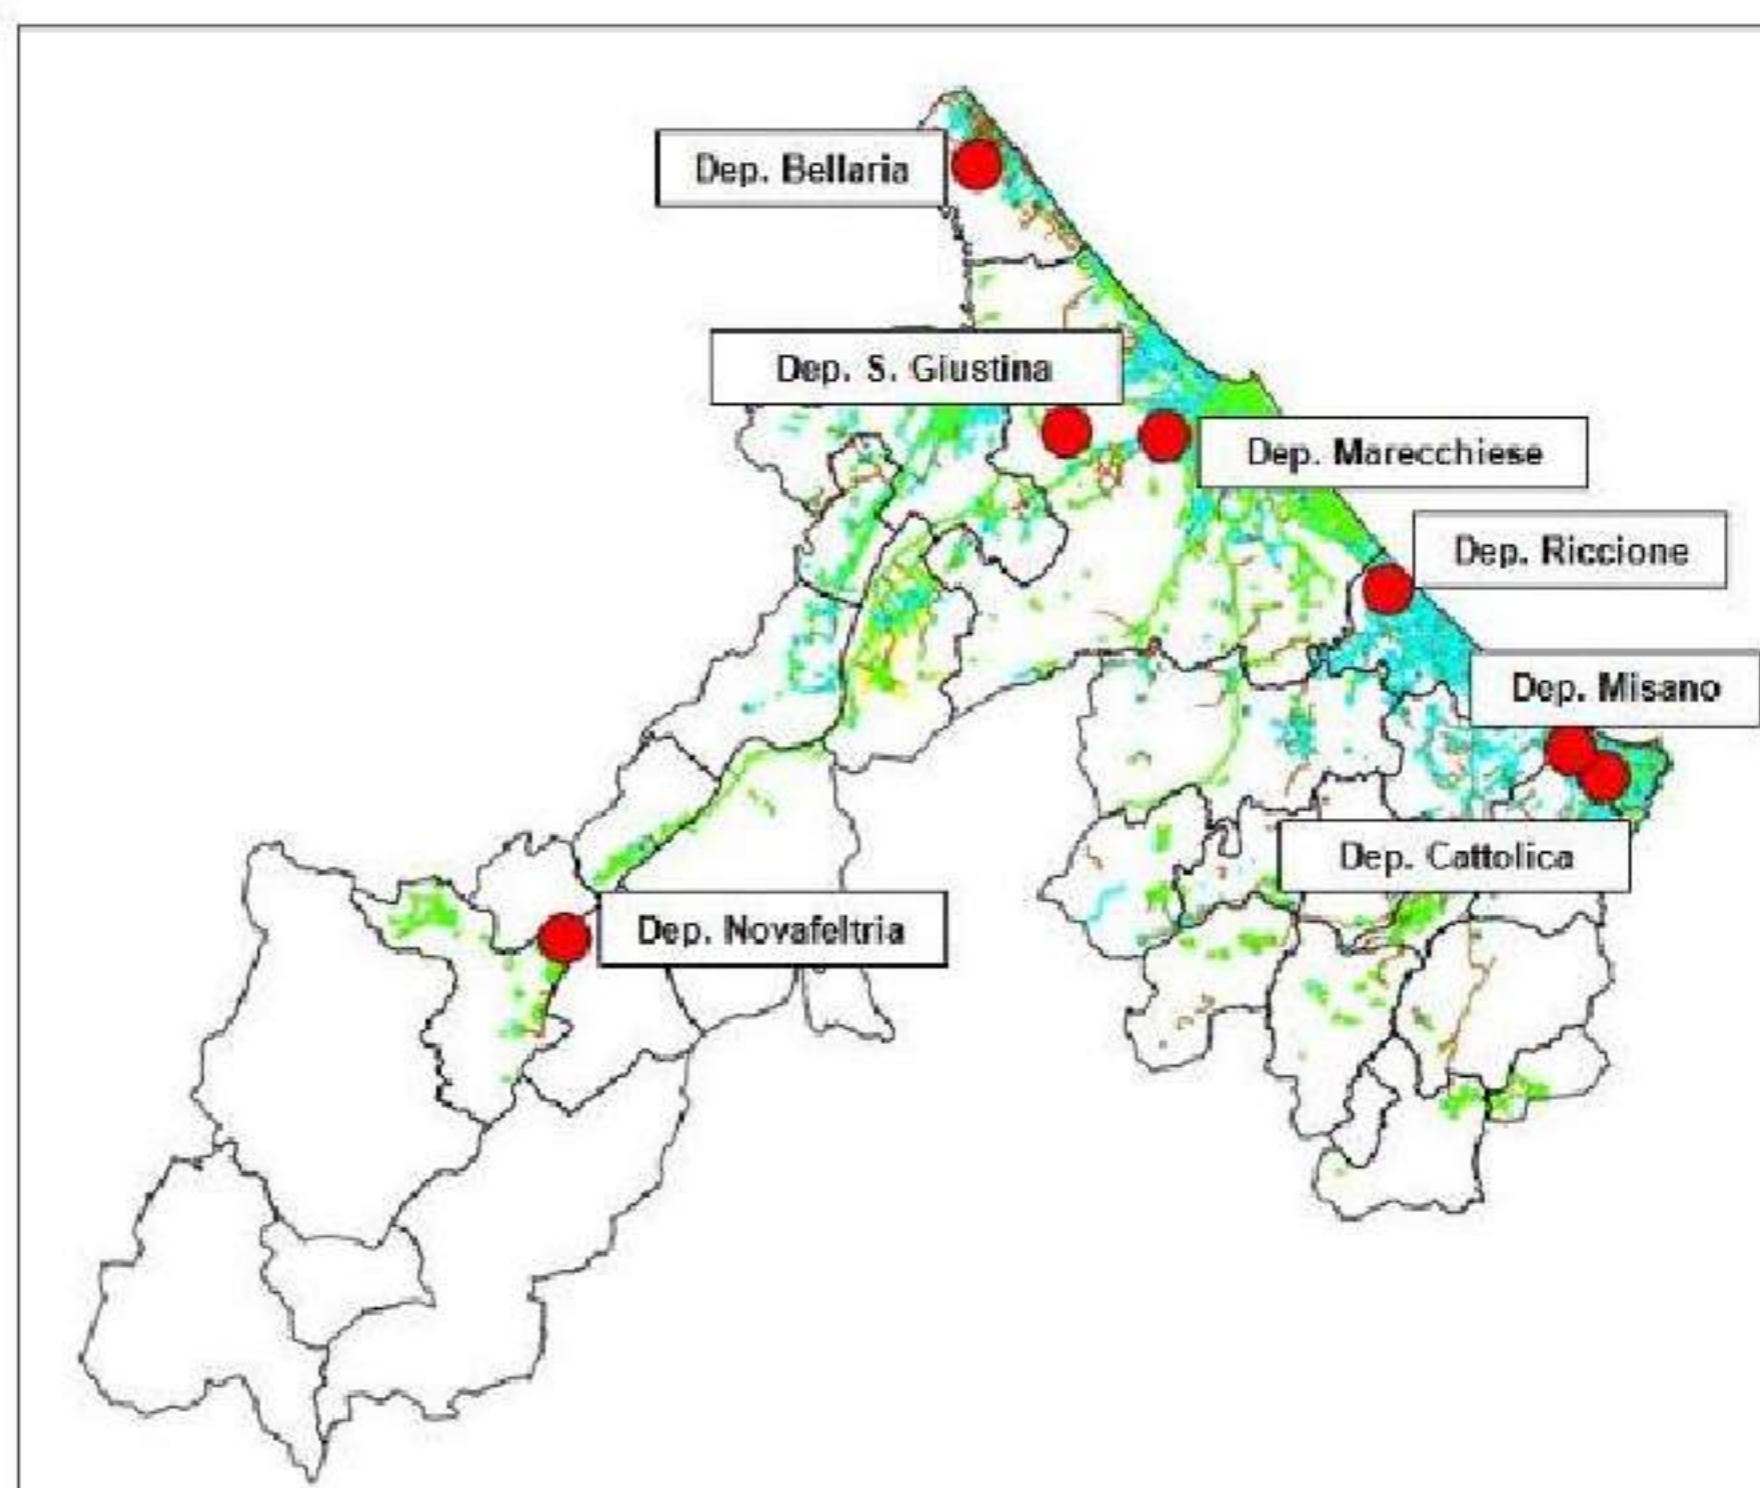 Dep. Bellaria
Dep. S. Giustina
Dep. Marecchiese
Dep. Riccione
Dep. Misano
Dep. Cattolica
Dep. Novafeltria